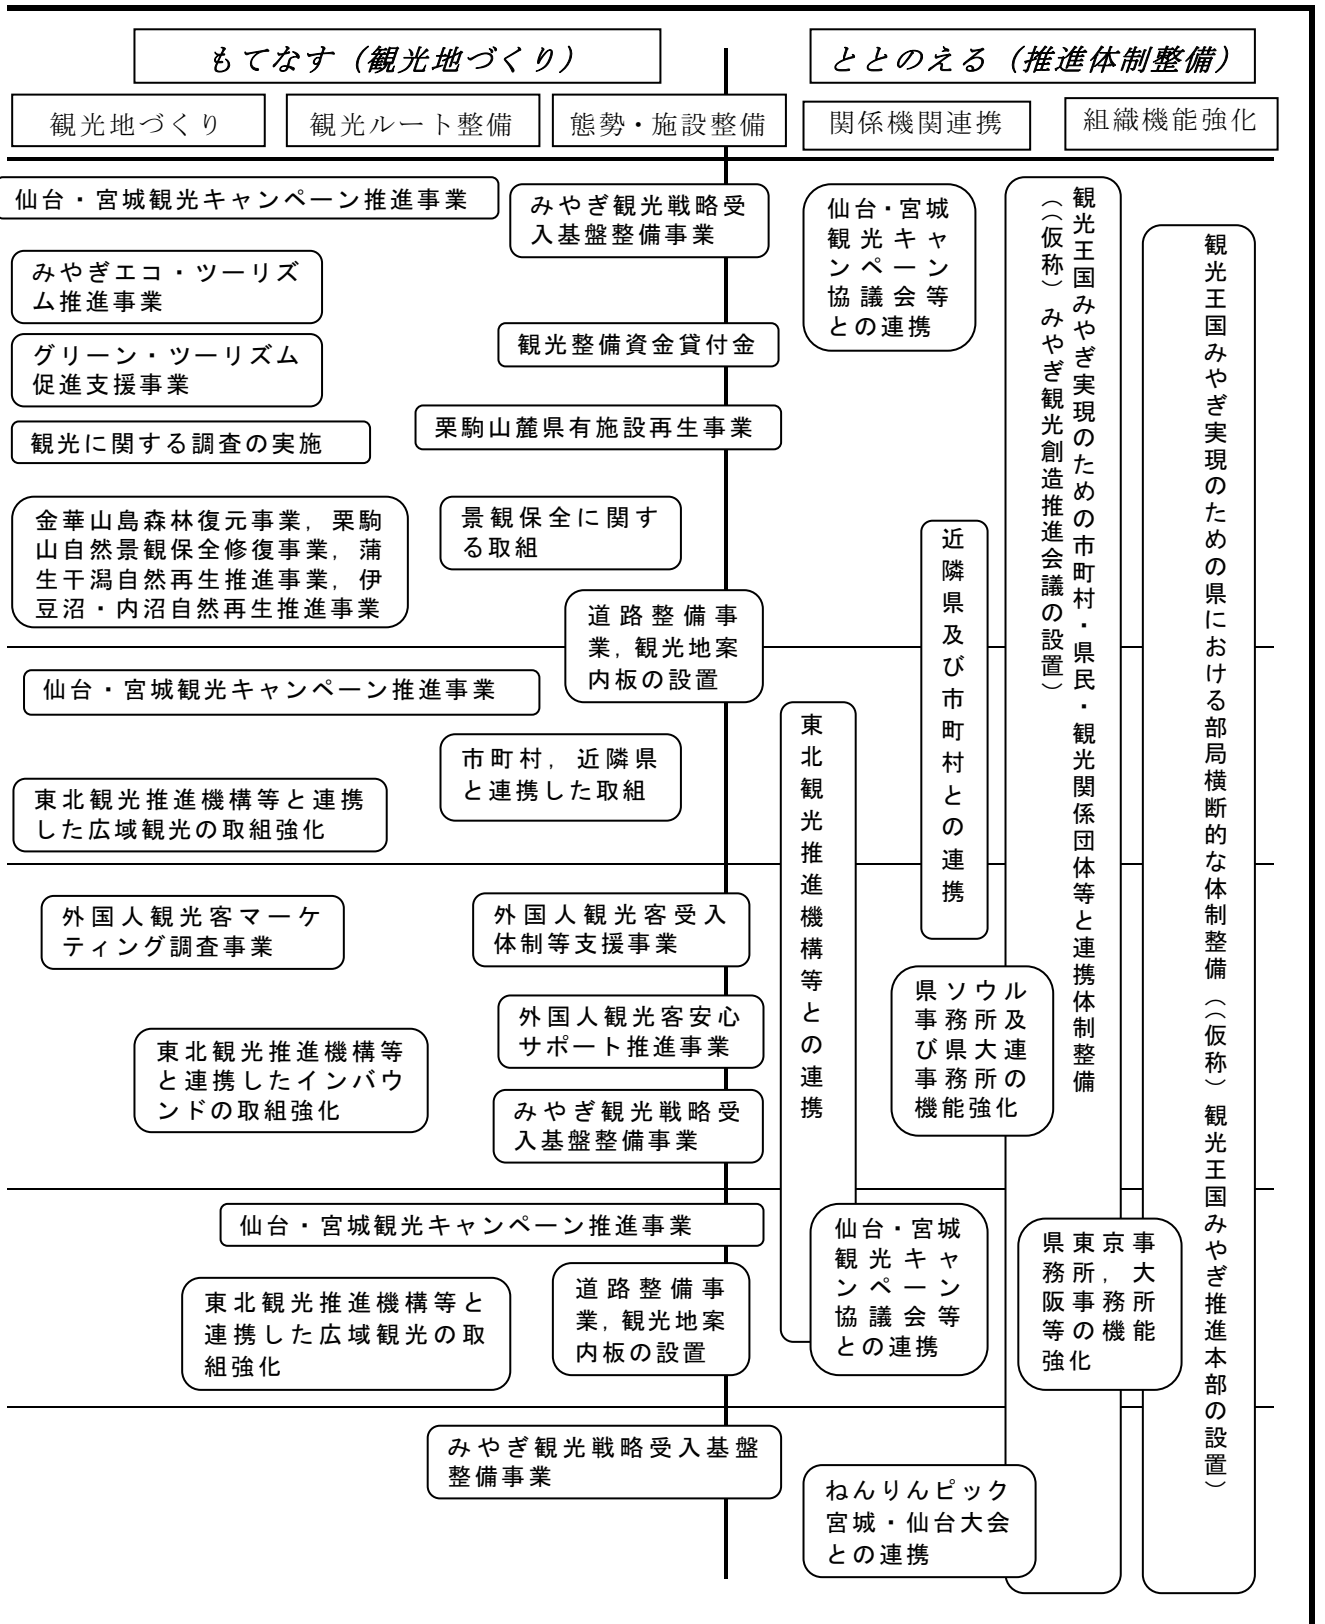 もてなす（観光地づくり）
ととのえる（推進体制整備）
観光地づくり
観光ルート整備
態勢・施設整備
関係機関連携
組織機能強化
仙台・宮城観光キャンペーン推進事業
みやぎ観光戦略受
入基盤整備事業
みやぎエコ・ツーリズ
ム推進事業
グリーン・ツーリズム
促進支援事業
観光整備資金貸付金
観光に関する調査の実施
栗駒山麓県有施設再生事業
金華山島森林復元事業，栗駒
山自然景観保全修復事業，蒲
生干潟自然再生推進事業，伊
豆沼・内沼自然再生推進事業
景観保全に関す
る取組
道路整備事
業，観光地案
内板の設置
仙台・宮城観光キャンペーン推進事業
市町村，近隣県
と連携した取組
東北観光推進機構等と連携
した広域観光の取組強化
外国人観光客マーケ
ティング調査事業
外国人観光客受入
体制等支援事業
外国人観光客安心
サポート推進事業
東北観光推進機構等
と連携したインバウ
ンドの取組強化
みやぎ観光戦略受
入基盤整備事業
仙台・宮城観光キャンペーン推進事業
東北観光推進機構等と
連携した広域観光の取
組強化
道路整備事
業，観光地案
内板の設置
みやぎ観光戦略受入基盤
整備事業
仙台・宮城
観光キャ
ンペーン
協議会等
との連携
東北観光推進機構等との連携
近隣県及び市町村との連携
観光王国みやぎ実現のための市町村・県民・観光関係団体等と連携体制整備
（（仮称）みやぎ観光創造推進会議の設置）
観光王国みやぎ実現のための県における部局横断的な体制整備（（仮称）観光王国みやぎ推進本部の設置）
県ソウル
事務所及
び県大連
事務所の
機能強化
仙台・宮城
観光キャ
ンペーン
協議会等
との連携
県東京事
務所，大
阪事務所
等の機能
強化
ねんりんピック
宮城・仙台大会
との連携